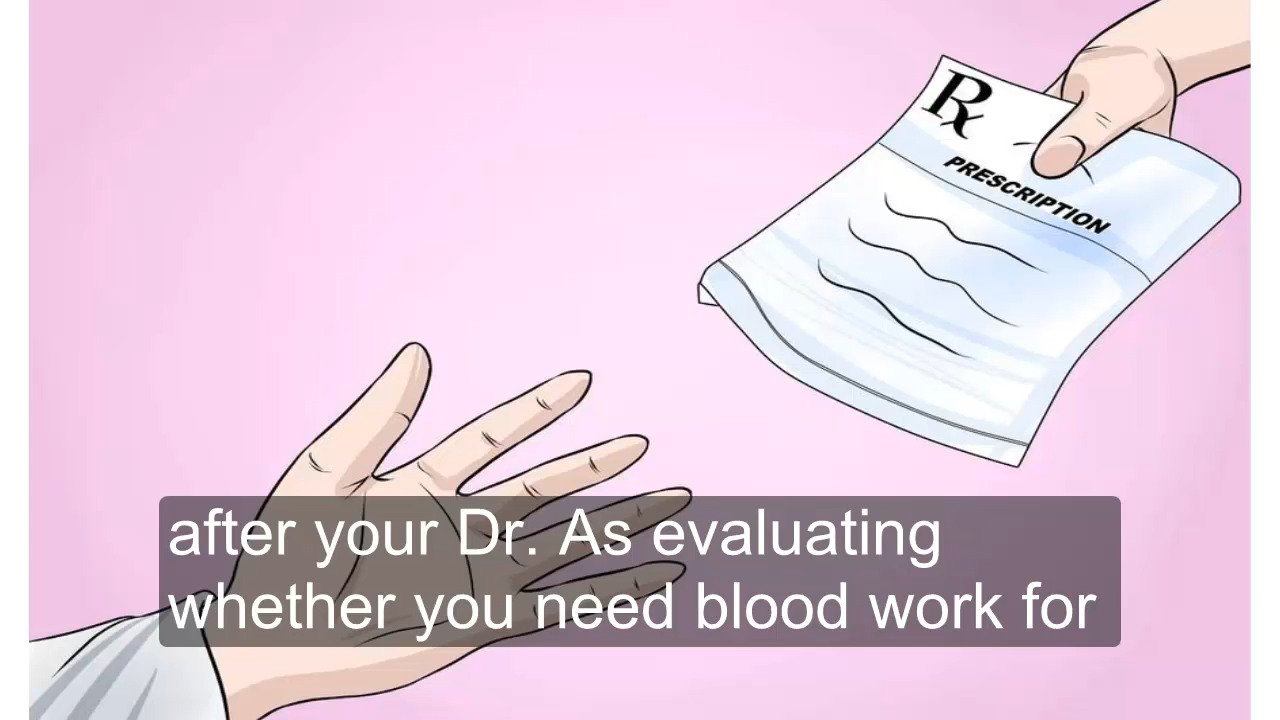 Rx
PRESCRIPTION
after your Dr. As evaluating
whether you need blood work for